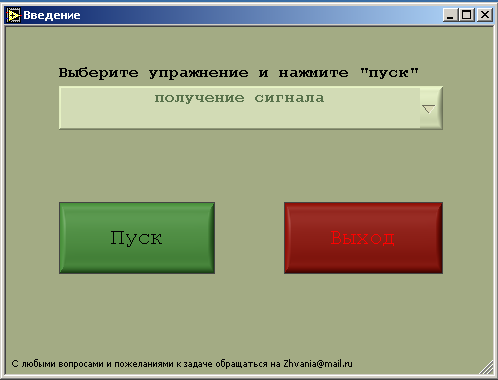 Введение
Выберите упражнение и нажмите "пуск"
получение сигнала
Пуск
Выход
С любыми вопросами и пожеланиями к задаче обращаться на Zhvania@mail.ru